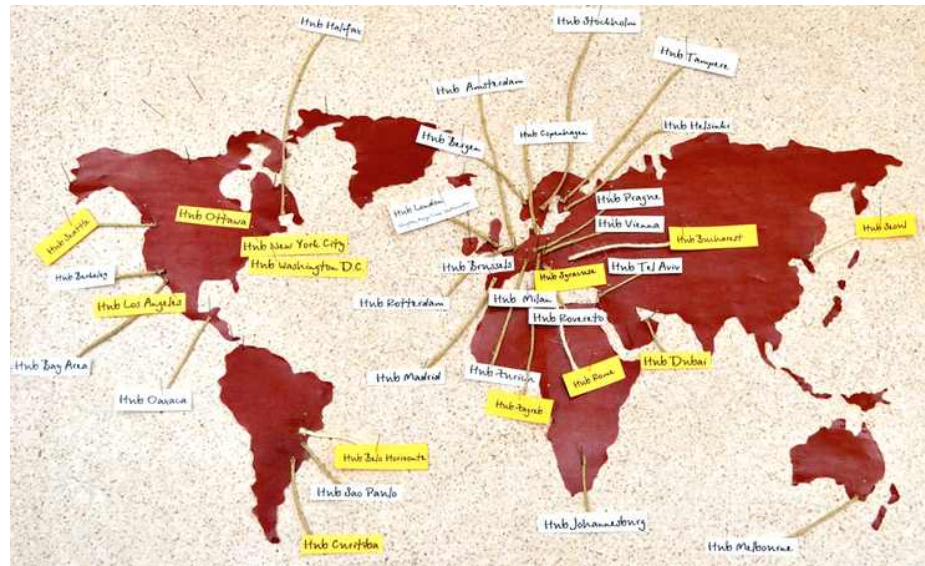 Hub Halifax
Hub Stockholm
Hub Tampere
Hub Amsterdam
Hub Bergen
Hub Copenhagen
Hub Helsinki
Hub London
Hub Prague
Hub Vienna
Hub Bucharest
Hub Seoul
Hub Seattle
Hub Ottawa
Hub New York City
Hub Washington D.C.
Hub Berkeley
Hub Los Angeles
Hub Brussels
Hub Syracuse
Hub Tel Aviv
Hub Rotterdam
Hub Milan
Hub Rovereto
Hub Bay Area
Hub Oaxaca
Hub Madrid
Hub Zurich
Hub Zagreb
Hub Rome
Hub Dubai
Hub Belo Horizonte
Hub Sao Paulo
Hub Curitiba
Hub Johannesburg
Hub Melbourne